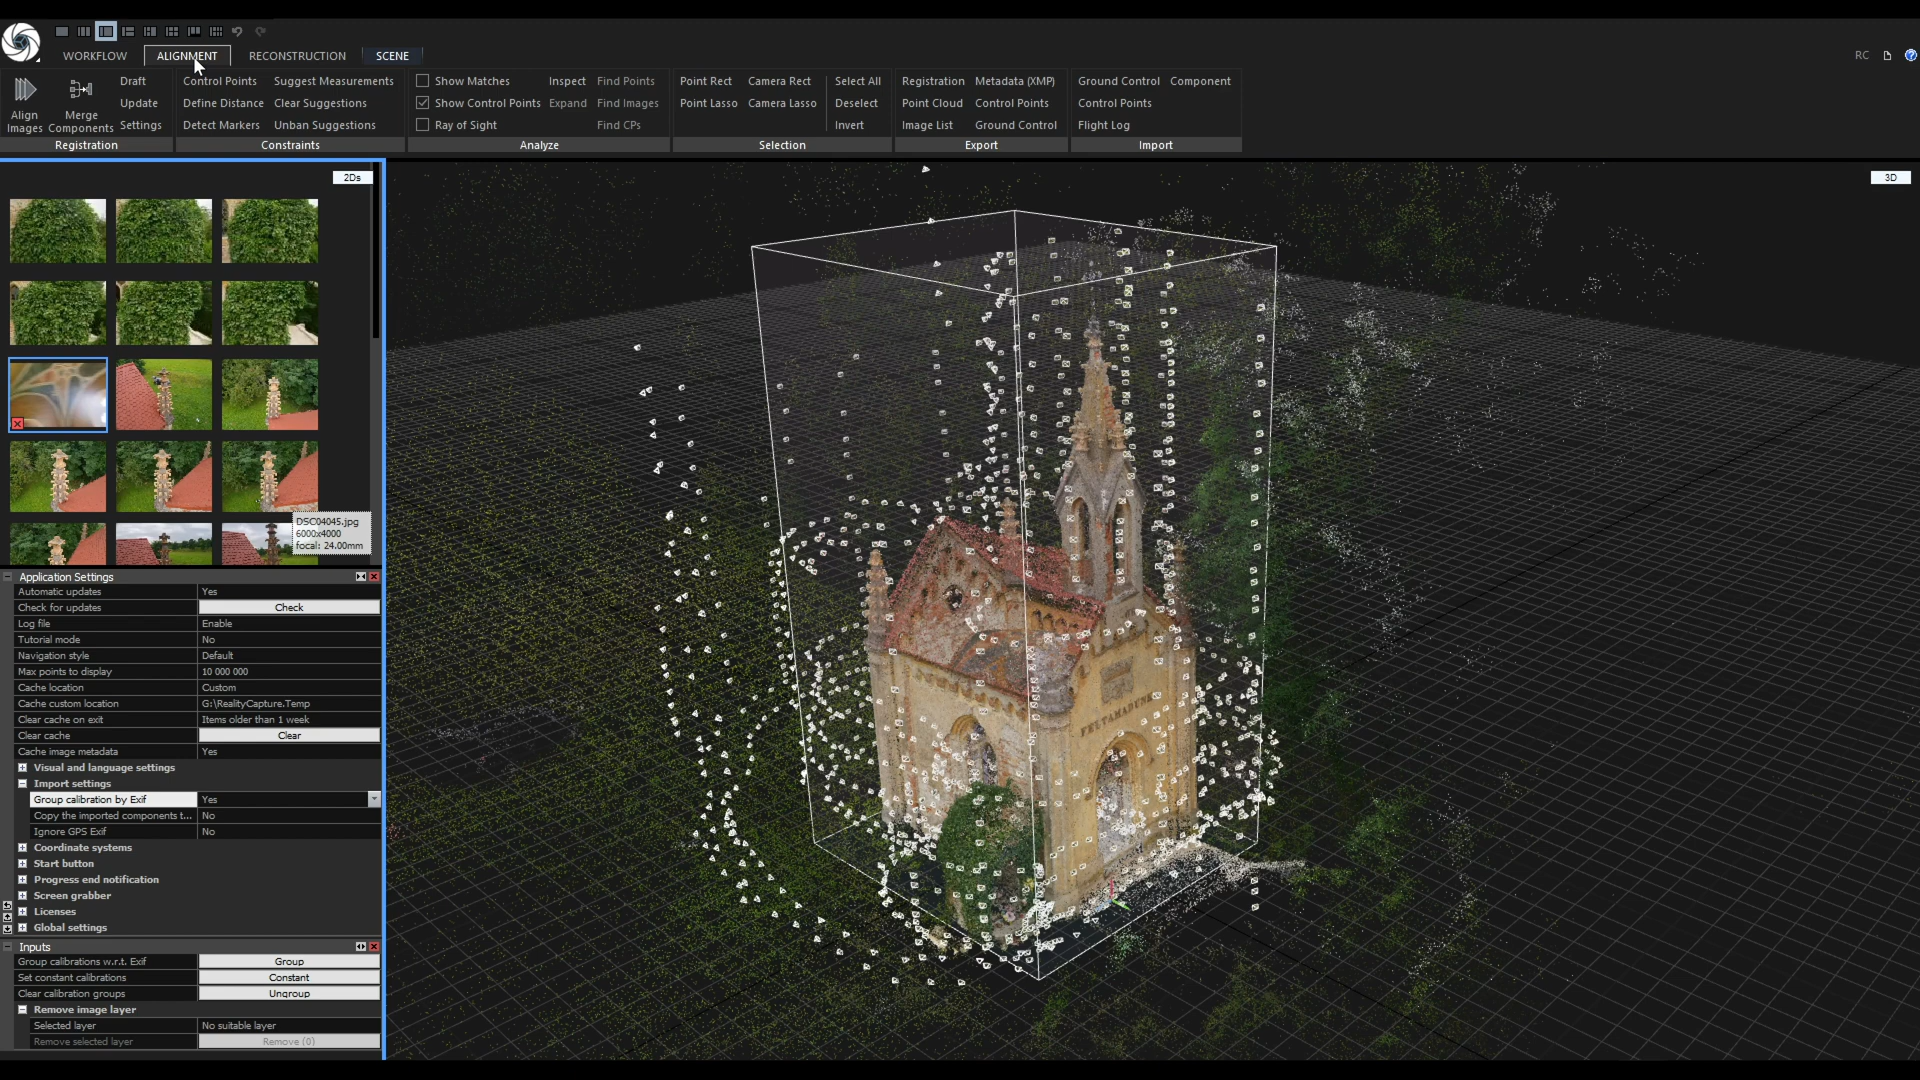 WORKFLOW ALIGNMENT RECONSTRUCTION SCENE RC
Align Images
Merge Components
Draft
Update
Settings
Registration
Control Points
Define Distance
Detect Markers
Suggest Measurements
Clear Suggestions
Unban Suggestions
Constraints
Show Matches
Show Control Points
Ray of Sight
Inspect
Expand
Find Points
Find Images
Find CPs
Analyze
Point Rect
Point Lasso
Camera Rect
Camera Lasso
Select All
Deselect
Invert
Selection
Registration
Point Cloud
Image List
Metadata (XMP)
Control Points
Ground Control
Export
Ground Control
Control Points
Flight Log
Component
Import
2Ds
3D
DSC04045.jpg
6000x4000
focal: 24.00mm
Application Settings
Automatic updates Yes
Check for updates Check
Log file Enable
Tutorial mode No
Navigation style Default
Max points to display 10 000 000
Cache location Custom
Cache custom location G:\RealityCapture.Temp
Clear cache on exit Items older than 1 week
Clear cache Clear
Cache image metadata Yes
Visual and language settings
Import settings
Group calibration by Exif Yes
Copy the imported components t... No
Ignore GPS Exif No
Coordinate systems
Start button
Progress end notification
Screen grabber
Licenses
Global settings
Inputs
Group calibrations w.r.t. Exif Group
Set constant calibrations Constant
Clear calibration groups Ungroup
Remove image layer
Selected layer No suitable layer
Remove selected layer Remove (0)